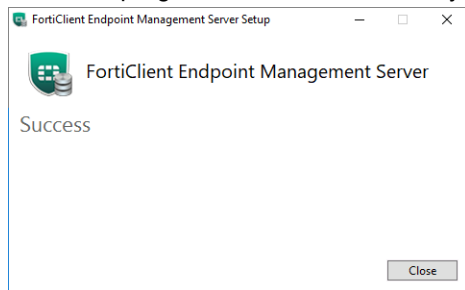 FortiClient Endpoint Management Server Setup
FortiClient Endpoint Management Server
Success
Close